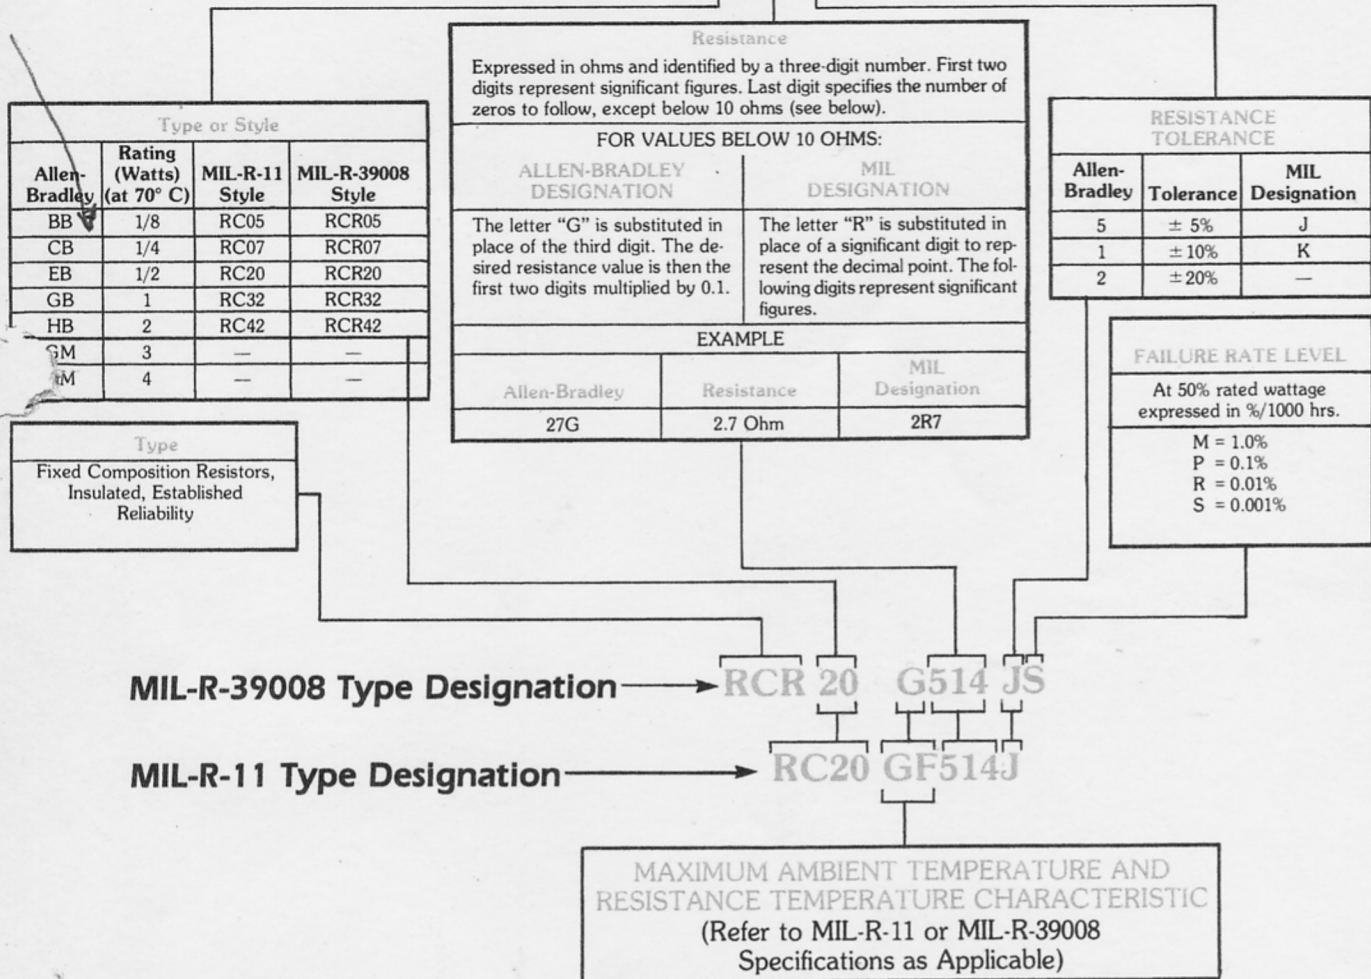 Resistance
Expressed in ohms and identified by a three-digit number. First two
digits represent significant figures. Last digit specifies the number of
zeros to follow, except below 10 ohms (see below).
FOR VALUES BELOW 10 OHMS:
ALLEN-BRADLEY
DESIGNATION
The letter “G” is substituted in
place of the third digit. The de-
sired resistance value is then the
first two digits multiplied by 0.1.
MIL
DESIGNATION
The letter “R” is substituted in
place of a significant digit to rep-
resent the decimal point. The fol-
lowing digits represent significant
figures.
EXAMPLE
Allen-Bradley Resistance MIL Designation
27G 2.7 Ohm 2R7
Type or Style
Allen-Bradley Rating (Watts) (at 70° C) MIL-R-11 Style MIL-R-39008 Style
BB 1/8 RC05 RCR05
CB 1/4 RC07 RCR07
EB 1/2 RC20 RCR20
GB 1 RC32 RCR32
HB 2 RC42 RCR42
GM 3 — —
M 4 — —
RESISTANCE
TOLERANCE
Allen-Bradley Tolerance MIL Designation
5 ± 5% J
1 ±10% K
2 ±20% —
FAILURE RATE LEVEL
At 50% rated wattage
expressed in %/1000 hrs.
M = 1.0%
P = 0.1%
R = 0.01%
S = 0.001%
Type
Fixed Composition Resistors,
Insulated, Established
Reliability
MIL-R-39008 Type Designation RCR 20 G514 JS
MIL-R-11 Type Designation RC20 GF514J
MAXIMUM AMBIENT TEMPERATURE AND
RESISTANCE TEMPERATURE CHARACTERISTIC
(Refer to MIL-R-11 or MIL-R-39008
Specifications as Applicable)